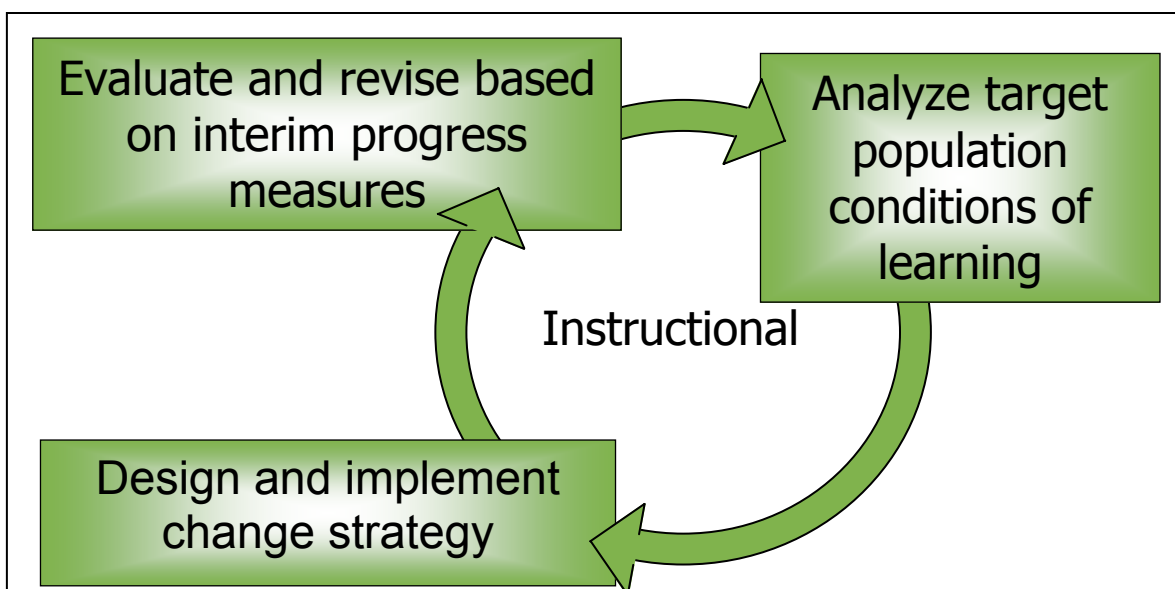 Evaluate and revise based
on interim progress
measures
Analyze target
population
conditions of
learning
Instructional
Design and implement
change strategy